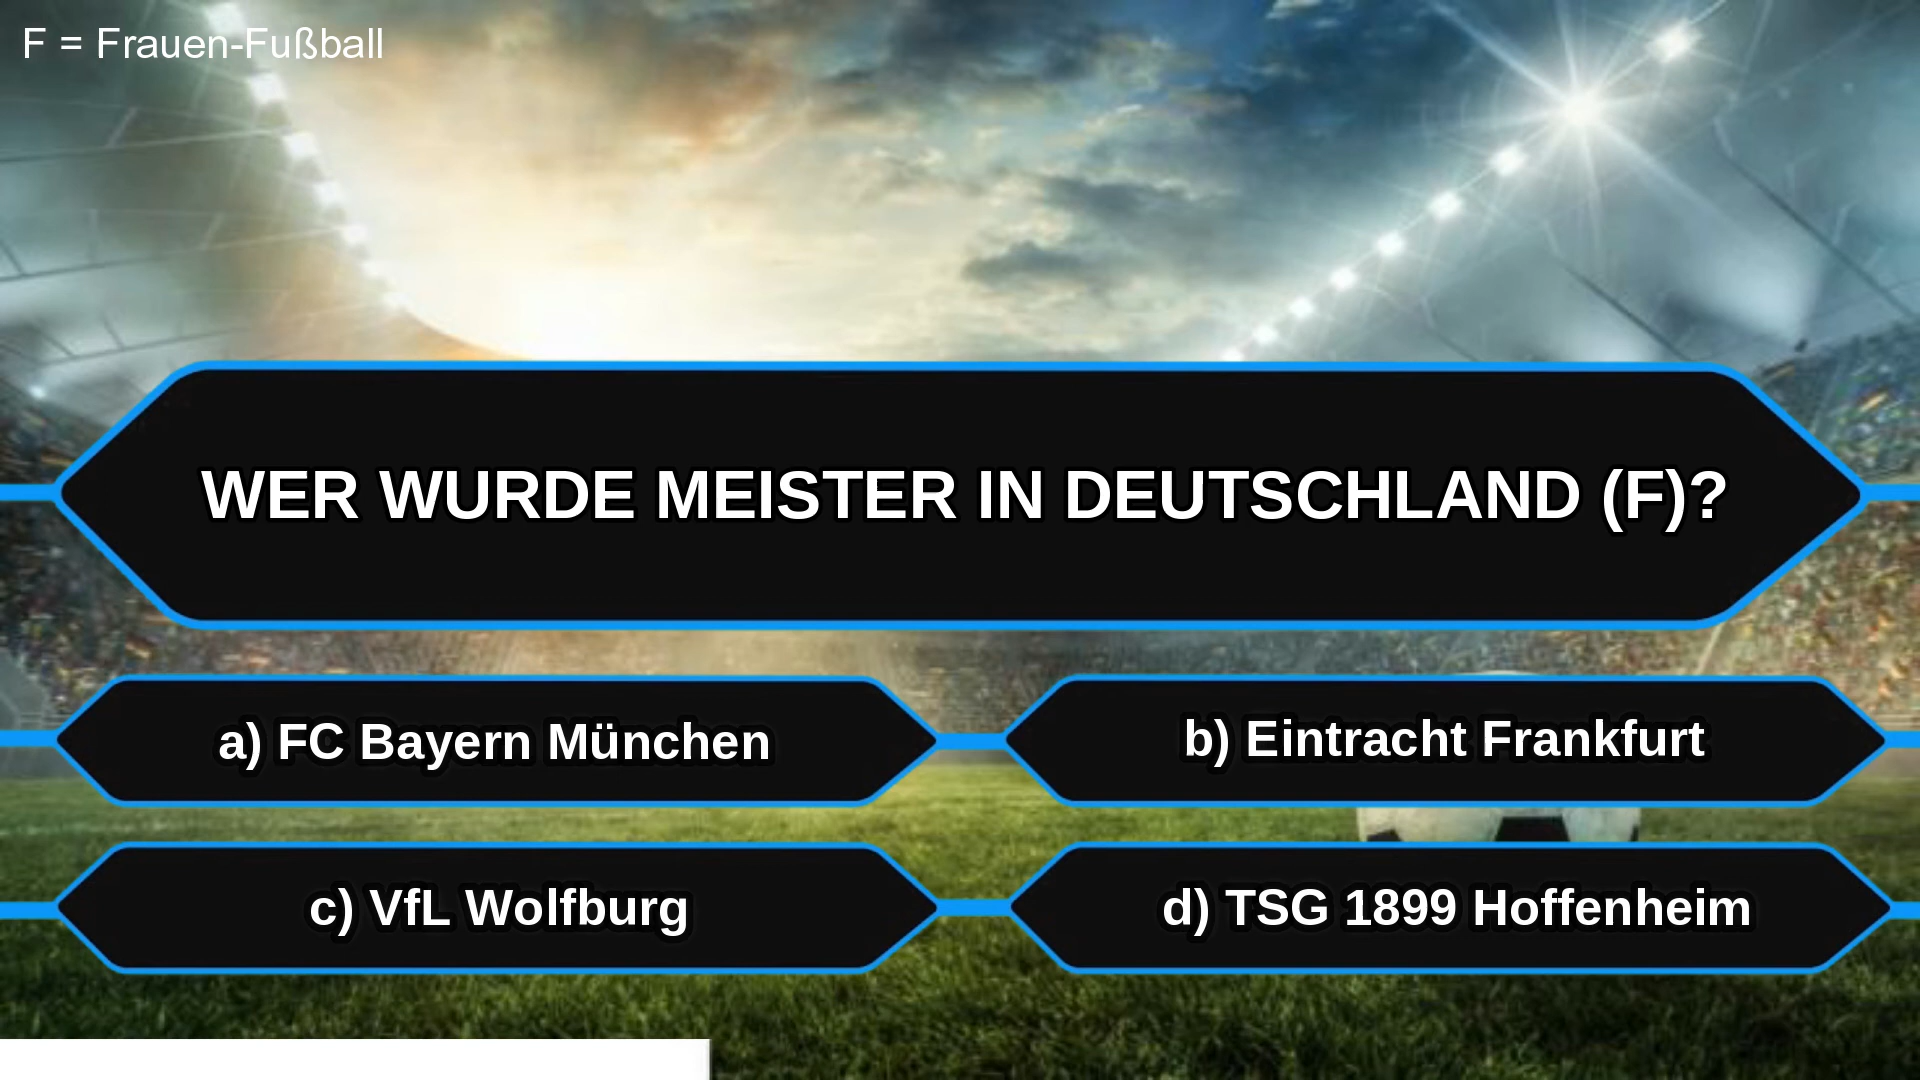 F = Frauen-Fußball
WER WURDE MEISTER IN DEUTSCHLAND (F)?
a) FC Bayern München
b) Eintracht Frankfurt
c) VfL Wolfburg
d) TSG 1899 Hoffenheim